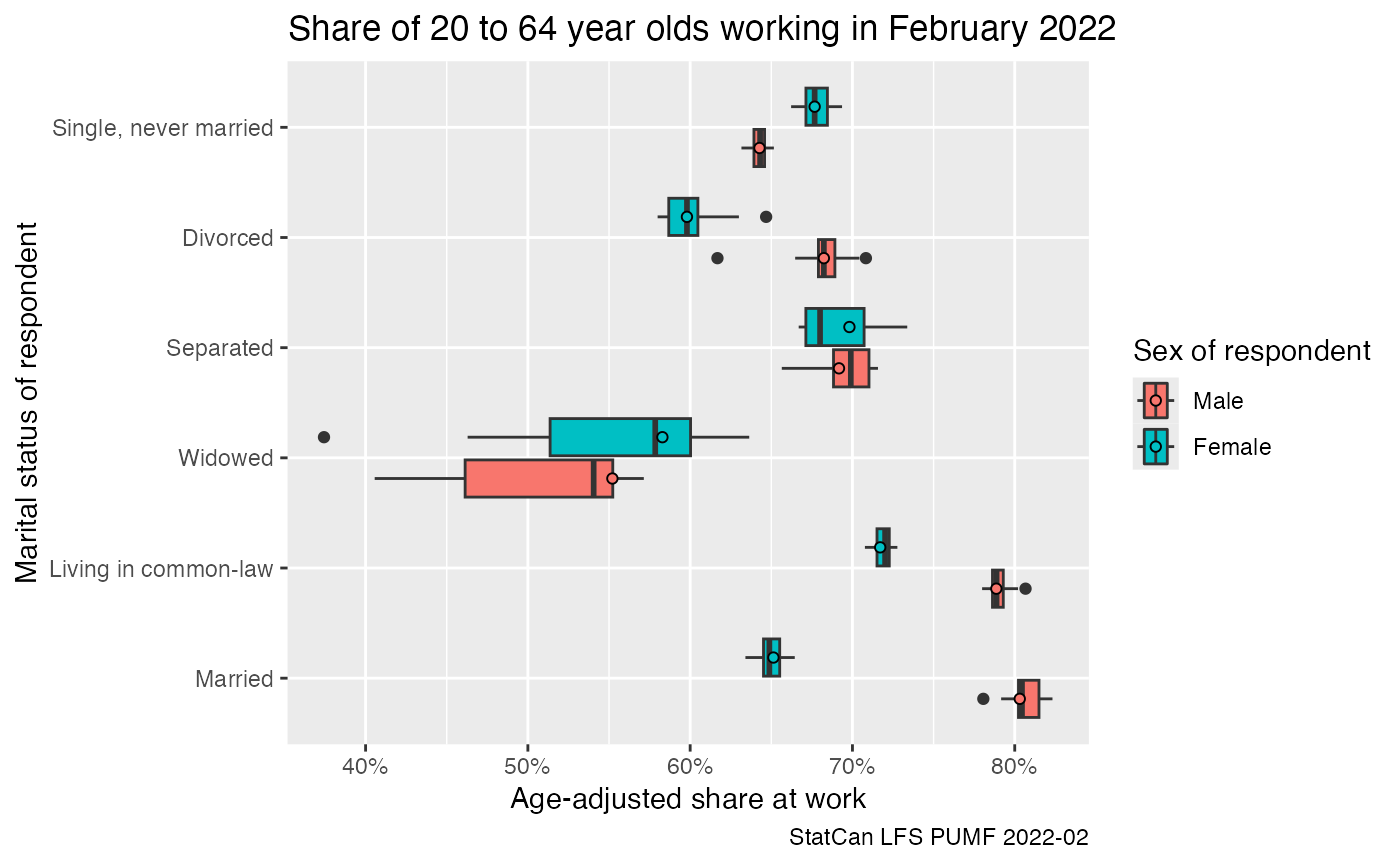 Share of 20 to 64 year olds working in February 2022
Marital status of respondent
Single, never married
Divorced
Separated
Widowed
Living in common-law
Married
40% 50% 60% 70% 80%
Age-adjusted share at work
StatCan LFS PUMF 2022-02
Sex of respondent
Male
Female